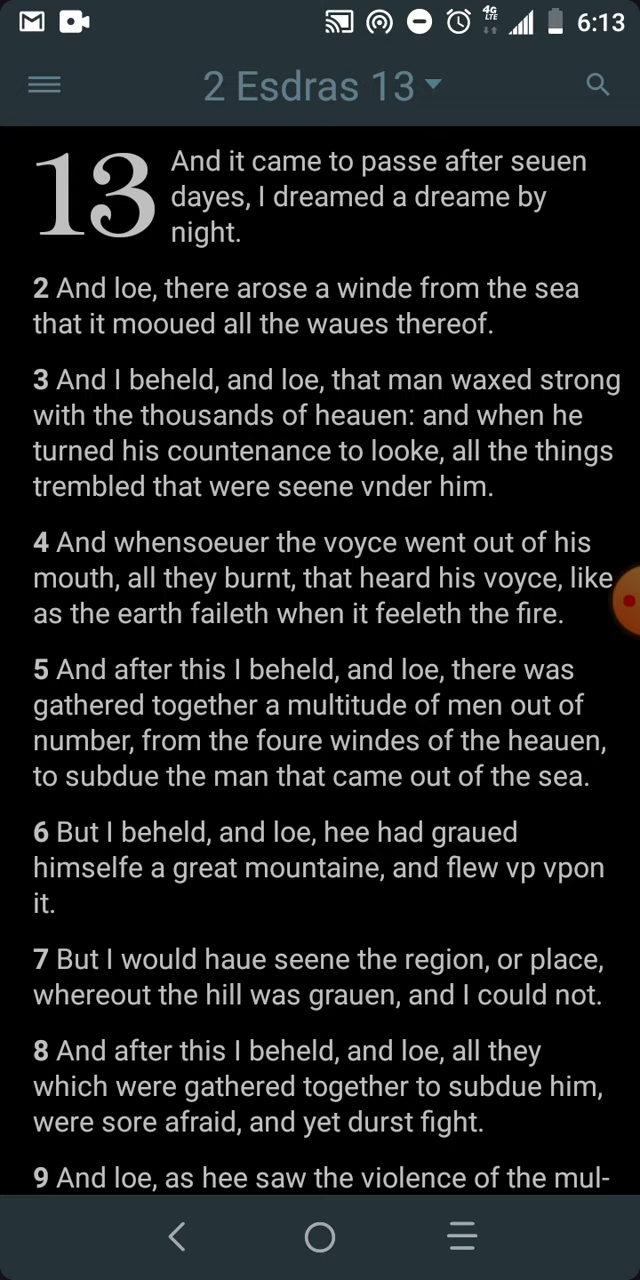 4G
LTE
6:13
2 Esdras 13
13 And it came to passe after seuen
dayes, I dreamed a dreame by
night.
2 And loe, there arose a winde from the sea
that it mooued all the waues thereof.
3 And I beheld, and loe, that man waxed strong
with the thousands of heauen: and when he
turned his countenance to looke, all the things
trembled that were seene vnder him.
4 And whensoeuer the voyce went out of his
mouth, all they burnt, that heard his voyce, like
as the earth faileth when it feeleth the fire.
5 And after this I beheld, and loe, there was
gathered together a multitude of men out of
number, from the foure windes of the heauen,
to subdue the man that came out of the sea.
6 But I beheld, and loe, hee had graued
himselfe a great mountaine, and flew vp vpon
it.
7 But I would haue seene the region, or place,
whereout the hill was grauen, and I could not.
8 And after this I beheld, and loe, all they
which were gathered together to subdue him,
were sore afraid, and yet durst fight.
9 And loe, as hee saw the violence of the mul-